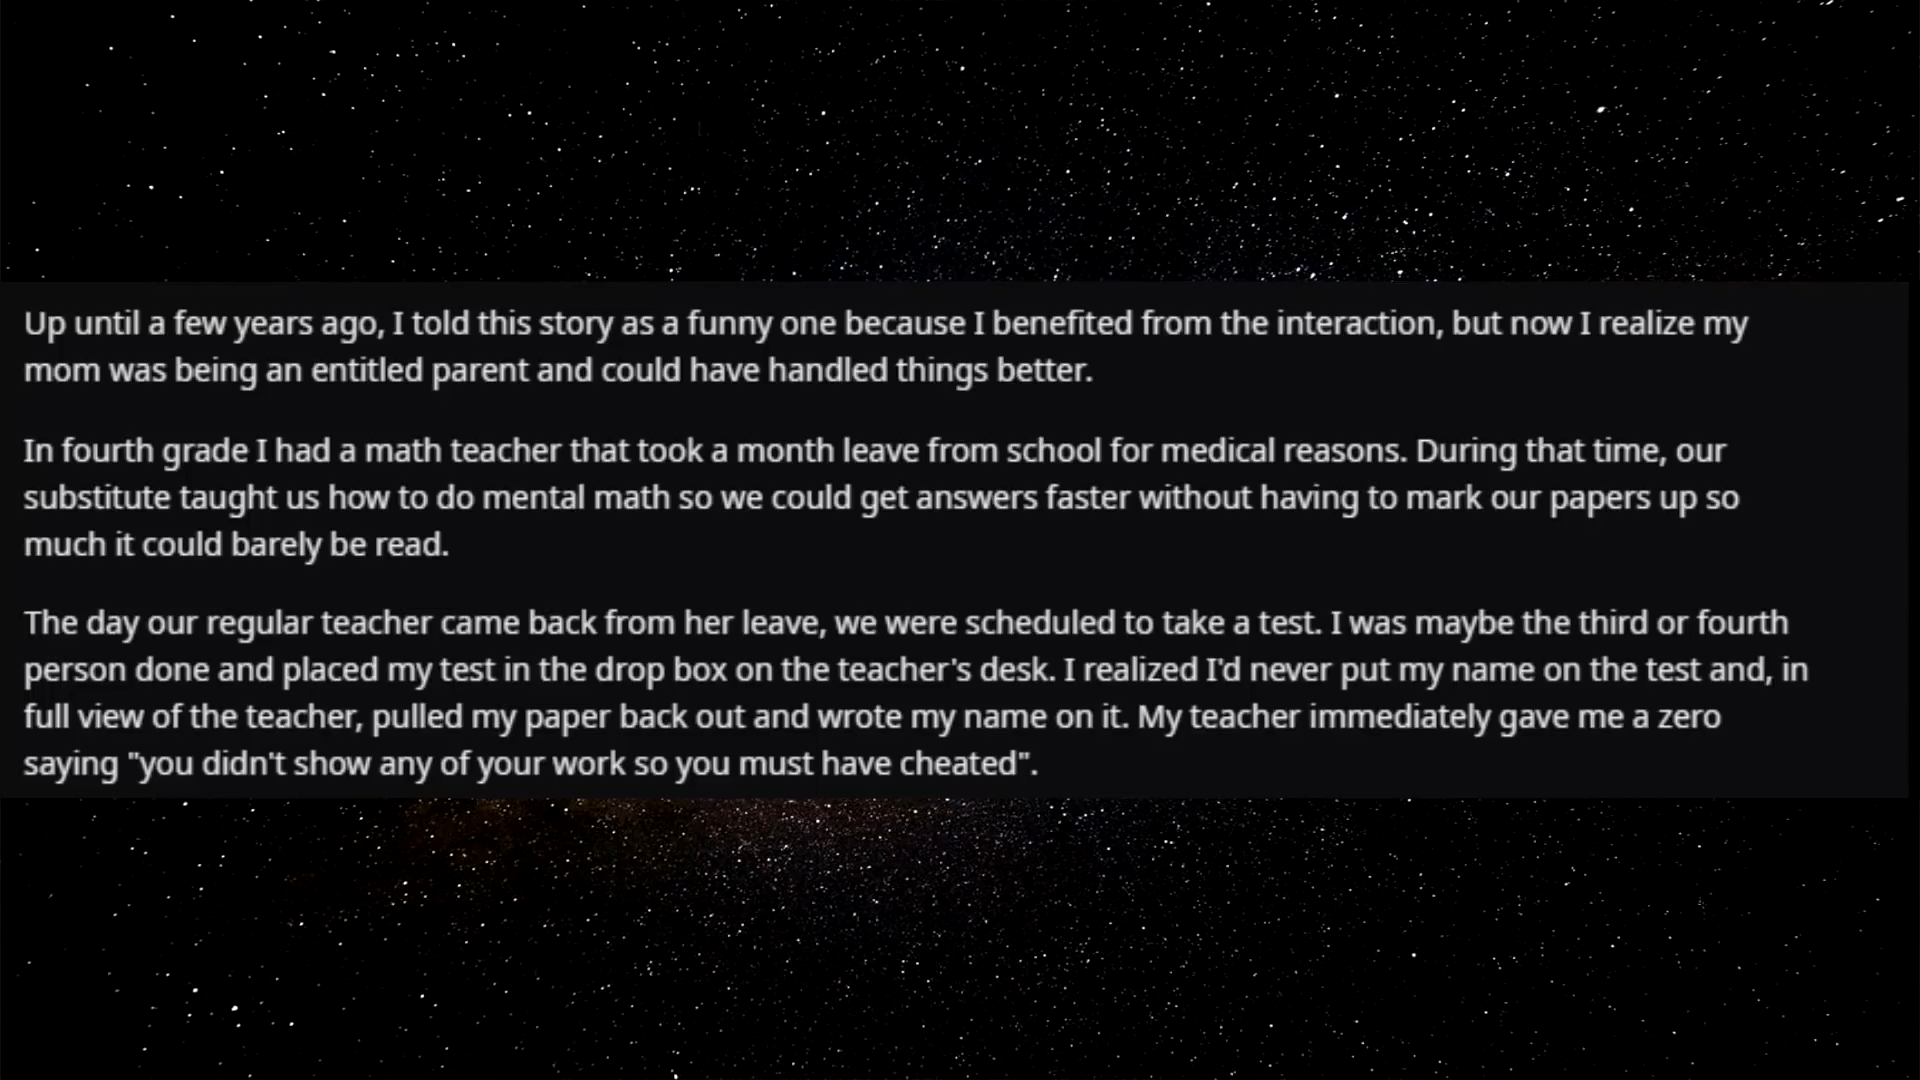 Up until a few years ago, I told this story as a funny one because I benefited from the interaction, but now I realize my
mom was being an entitled parent and could have handled things better.
In fourth grade I had a math teacher that took a month leave from school for medical reasons. During that time, our
substitute taught us how to do mental math so we could get answers faster without having to mark our papers up so
much it could barely be read.
The day our regular teacher came back from her leave, we were scheduled to take a test. I was maybe the third or fourth
person done and placed my test in the drop box on the teacher's desk. I realized I'd never put my name on the test and, in
full view of the teacher, pulled my paper back out and wrote my name on it. My teacher immediately gave me a zero
saying "you didn't show any of your work so you must have cheated".